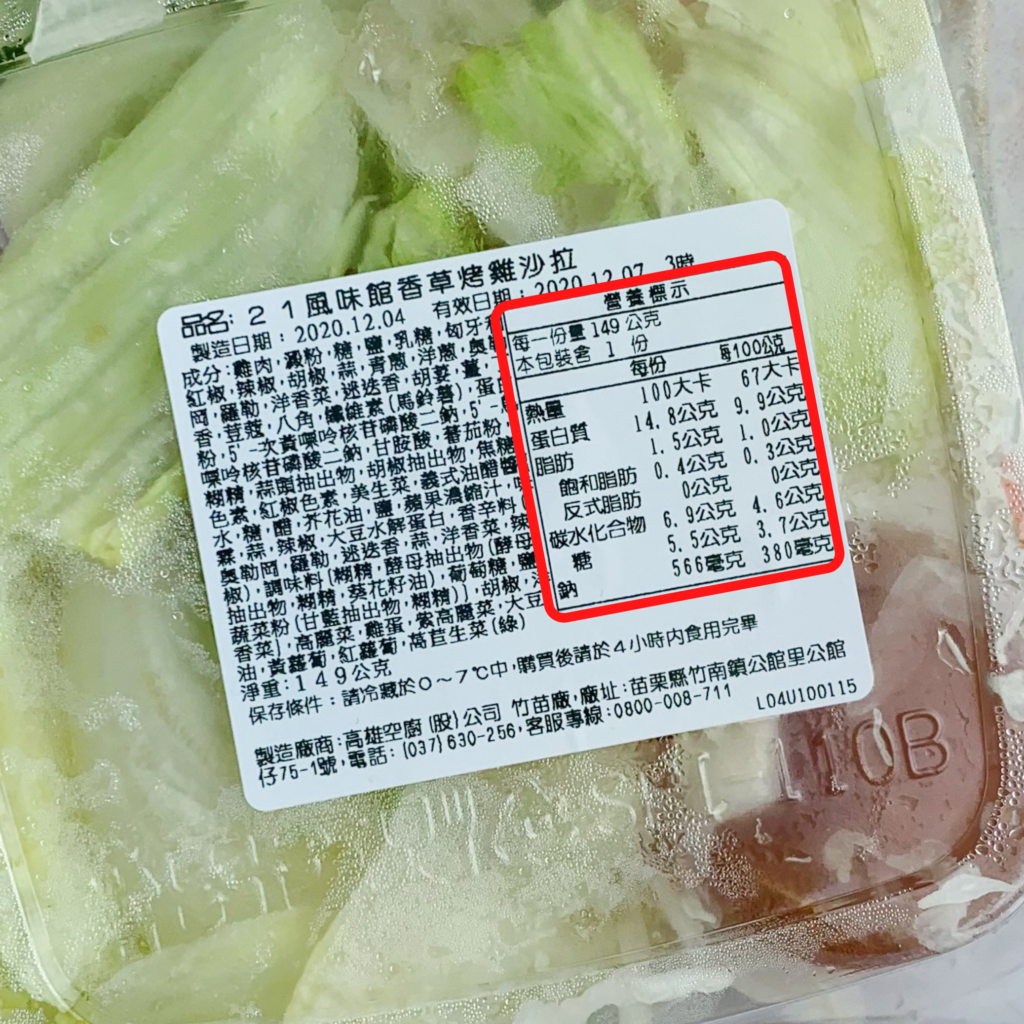 品名: 2 1風味館香草烤雞沙拉
製造日期：2020.12.04 有效日期：2020.12.07 3時
成分:雞肉,澱粉,糖,鹽,乳糖,匈牙利
紅椒,辣椒,胡椒,蒜,青蔥,洋蔥,奧勒
岡,羅勒,洋香菜,迷迭香,胡荽,薑,
香,荳蔻,八角,纖維素(馬鈴薯),蛋白
粉,5'-次黃嘌呤核苷磷酸二鈉,5'-
嘌呤核苷磷酸二鈉,甘胺酸,蕃茄粉,
糊精,蒜頭抽出物,胡椒抽出物,焦糖
色素,紅椒色素,美生菜,義式油醋醬
水,糖,醋,芥花油,鹽,蘋果濃縮汁,
蒜,辣椒,大豆水解蛋白,香辛料(
奧勒岡,羅勒,迷迭香,蒜,洋香菜,辣
椒),調味料[糊精,酵母抽出物(酵母
抽出物,糊精,葵花籽油),葡萄糖,鹽
蔬菜粉(甘藍抽出物,糊精)],胡椒,洋
香菜),高麗菜,雞蛋,紫高麗菜,大豆
油,黃蘿蔔,紅蘿蔔,萵苣生菜(綠)
淨重:149公克
保存條件：請冷藏於0～7℃中,購買後請於4小時內食用完畢
營養標示
每一份量 149 公克
本包裝含 1 份
每份 每100公克
熱量 100大卡 67大卡
蛋白質 14.8公克 9.9公克
脂肪 1.5公克 1.0公克
飽和脂肪 0.4公克 0.3公克
反式脂肪 0公克 0公克
碳水化合物 6.9公克 4.6公克
糖 5.5公克 3.7公克
鈉 566毫克 380毫克
製造廠商:高雄空廚(股)公司 竹苗廠,廠址:苗栗縣竹南鎮公館里公館
仔75-1號,電話:(037)630-256,客服專線:0800-008-711
L04U100115
110B